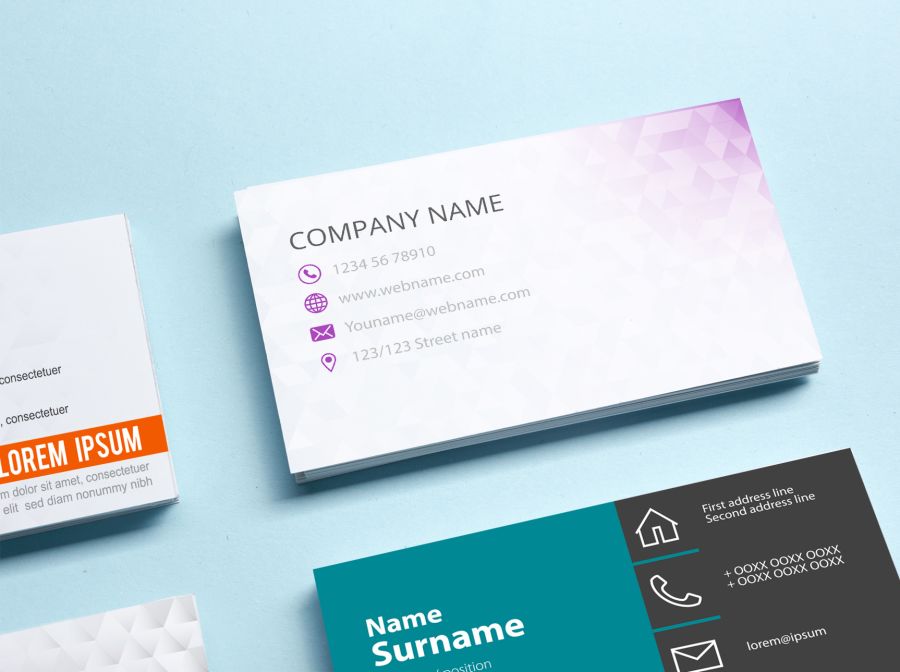 COMPANY NAME
1234 56 78910
www.webname.com
Youname@webname.com
123/123 Street name
consectetuer
, consectetuer
LOREM IPSUM
m dolor sit amet, consectetuer
elit sed diam nonummy nibh
First address line
Second address line
+ OOXX OOXX OOXX
+ OOXX OOXX OOXX
lorem@ipsum
Name
Surname
/ position